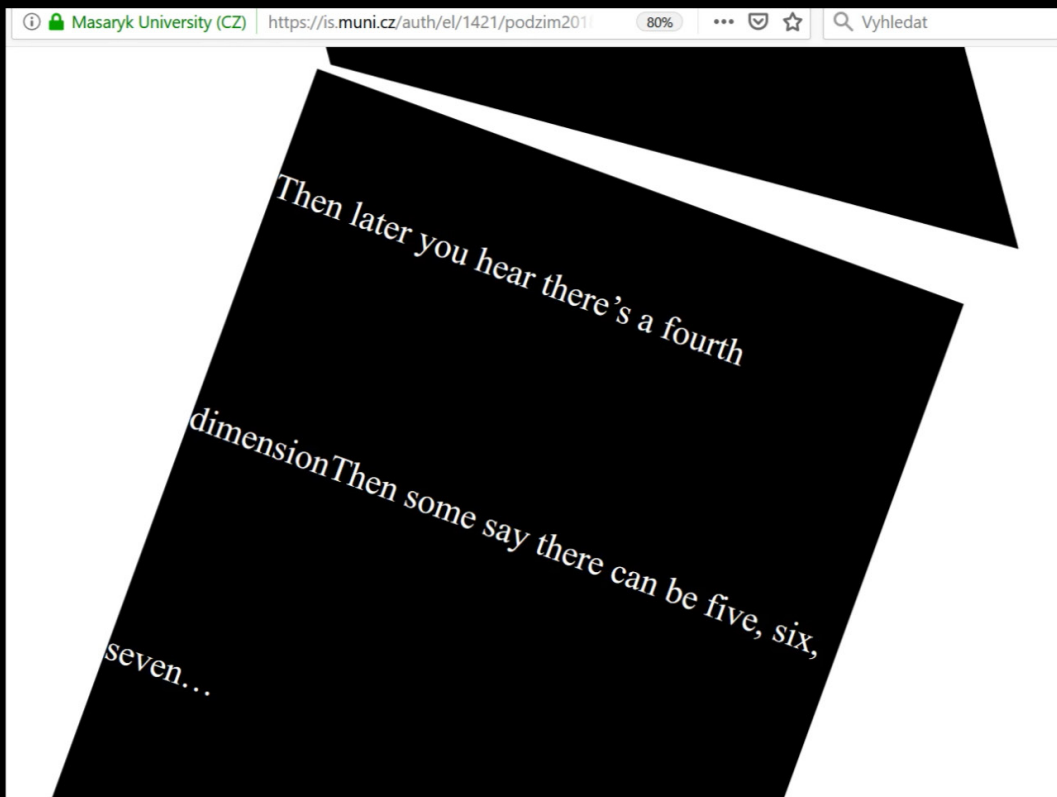 Masaryk University (CZ) https://is.muni.cz/auth/el/1421/podzim201 80% Vyhledat
Then later you hear there’s a fourth
dimensionThen some say there can be five, six,
seven…